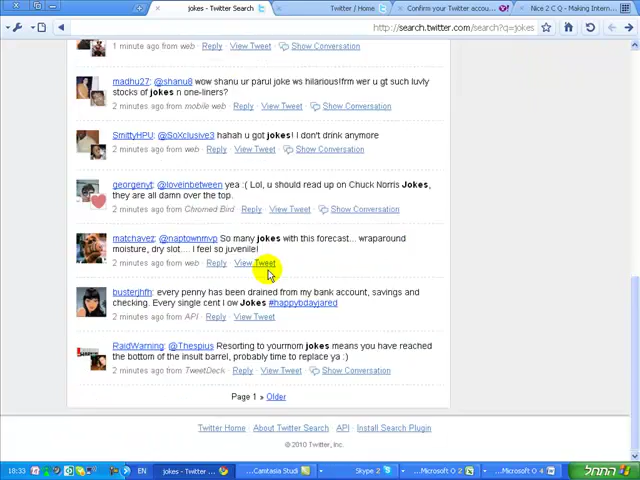 jokes - Twitter Search
Twitter / Home
Confirm your Twitter accou...
Nice 2 C Q - Making Intern...
http://search.twitter.com/search?q=jokes
1 minute ago from web · Reply · View Tweet · Show Conversation
madhu27: @shanu8 wow shanu ur parul joke ws hilarious!frm wer u gt such luvly
stocks of jokes n one-liners?
2 minutes ago from mobile web · Reply · View Tweet · Show Conversation
SmittyHPU: @SoXclusive3 hahah u got jokes! I don't drink anymore
2 minutes ago from web · Reply · View Tweet · Show Conversation
georgenyt: @loveinbetween yea :( Lol, u should read up on Chuck Norris Jokes,
they are all damn over the top.
2 minutes ago from Chromed Bird · Reply · View Tweet · Show Conversation
matchavez: @naptownmvp So many jokes with this forecast... wraparound
moisture, dry slot.... I feel so juvenile!
2 minutes ago from web · Reply · View Tweet
busterjhfh: every penny has been drained from my bank account, savings and
checking. Every single cent I ow Jokes #happybdayjared
2 minutes ago from API · Reply · View Tweet
RaidWarning: @Thespius Resorting to yourmom jokes means you have reached
the bottom of the insult barrel, probably time to replace ya :)
2 minutes ago from TweetDeck · Reply · View Tweet · Show Conversation
Page 1 » Older
Twitter Home · About Twitter Search · API · Install Search Plugin
© 2010 Twitter, Inc.
18:33
EN
jokes - Twitter ...
Camtasia Studi
Skype 2
...Microsoft O 2
...Microsoft O 4
התחל